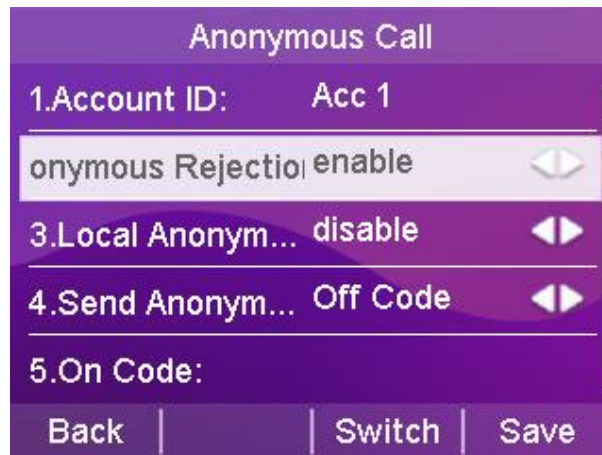 Anonymous Call
1.Account ID: Acc 1
onymous Rejectio enable
3.Local Anonym... disable
4.Send Anonym... Off Code
5.On Code:
Back Switch Save